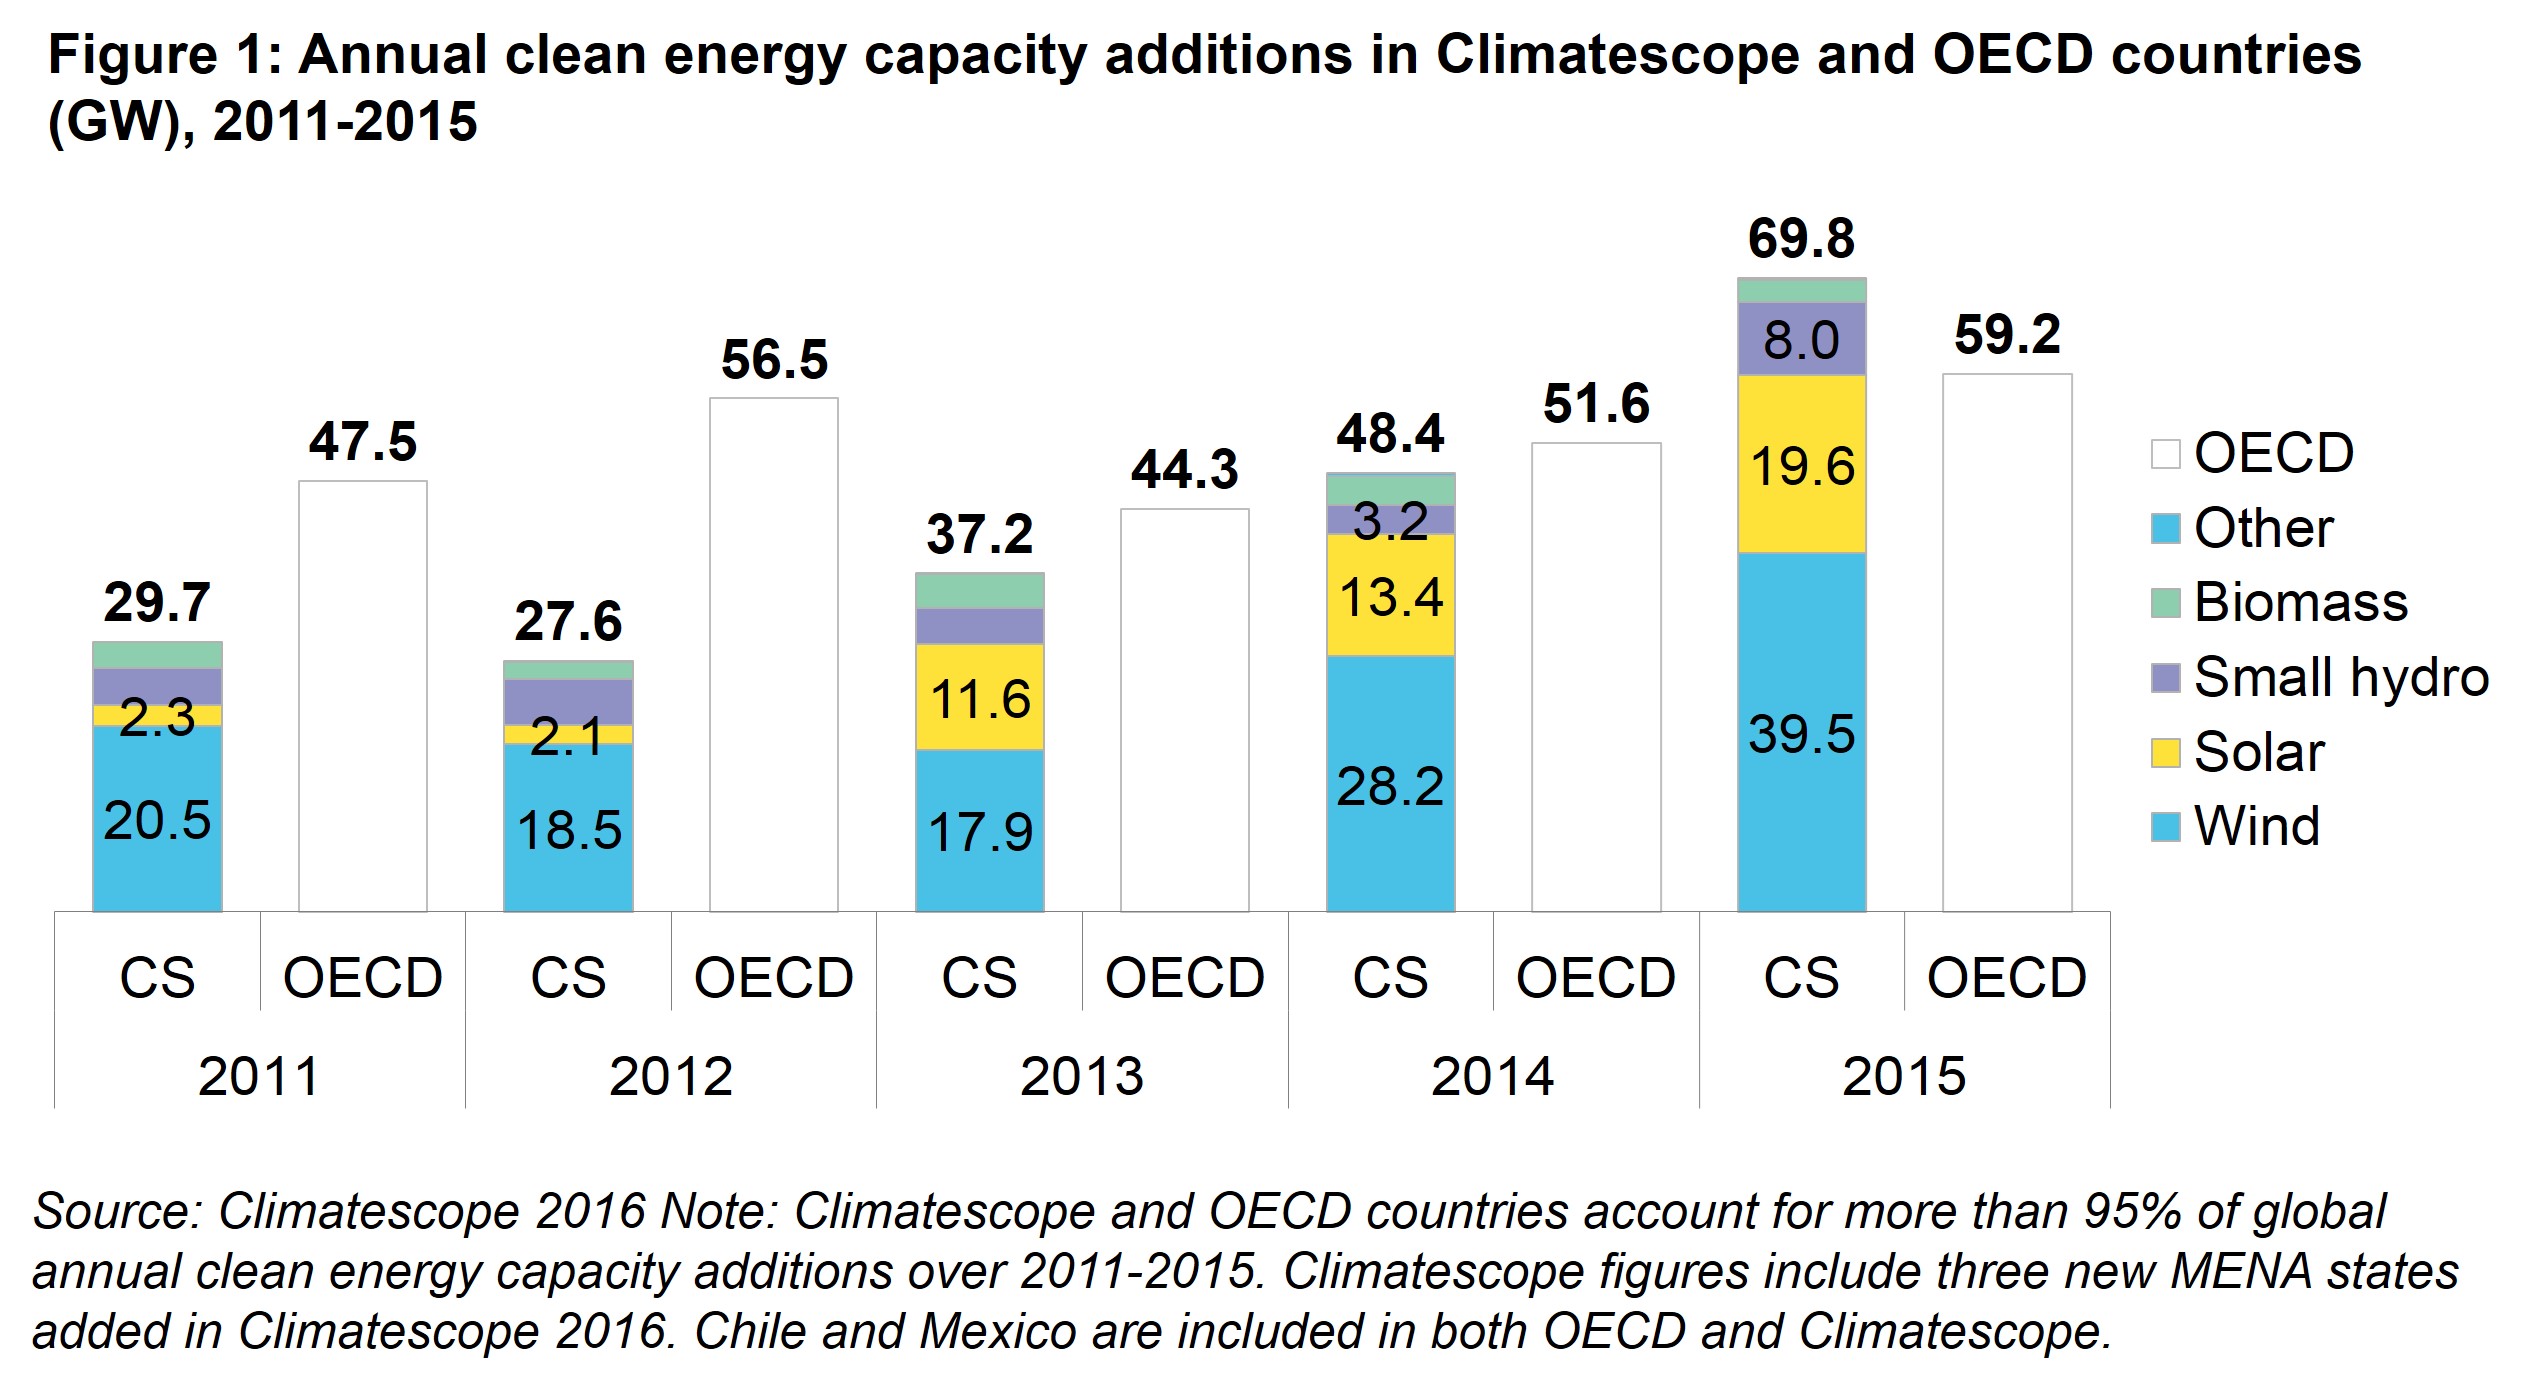 Figure 1: Annual clean energy capacity additions in Climatescope and OECD countries
(GW), 2011-2015
69.8
59.2
56.5
51.6
48.4
47.5
44.3
37.2
29.7
27.6
8.0
19.6
39.5
3.2
13.4
28.2
11.6
17.9
2.1
18.5
2.3
20.5
OECD
Other
Biomass
Small hydro
Solar
Wind
CS OECD CS OECD CS OECD CS OECD CS OECD
2011 2012 2013 2014 2015
Source: Climatescope 2016 Note: Climatescope and OECD countries account for more than 95% of global
annual clean energy capacity additions over 2011-2015. Climatescope figures include three new MENA states
added in Climatescope 2016. Chile and Mexico are included in both OECD and Climatescope.